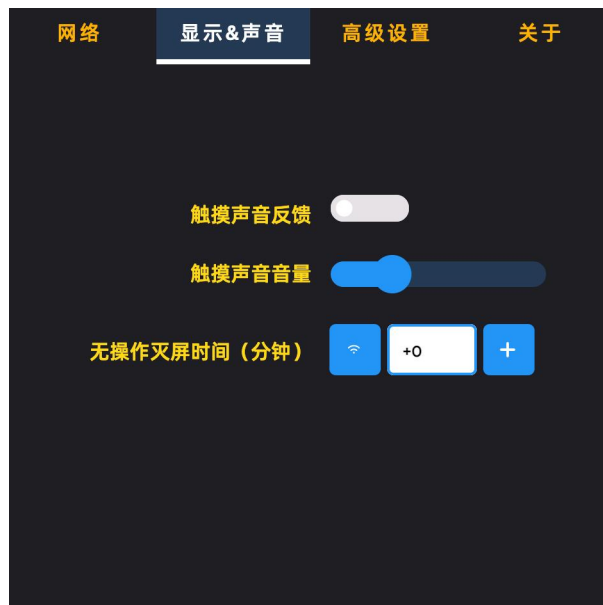 网络 显示&声音 高级设置 关于
触摸声音反馈
触摸声音音量
无操作灭屏时间（分钟） +0 +